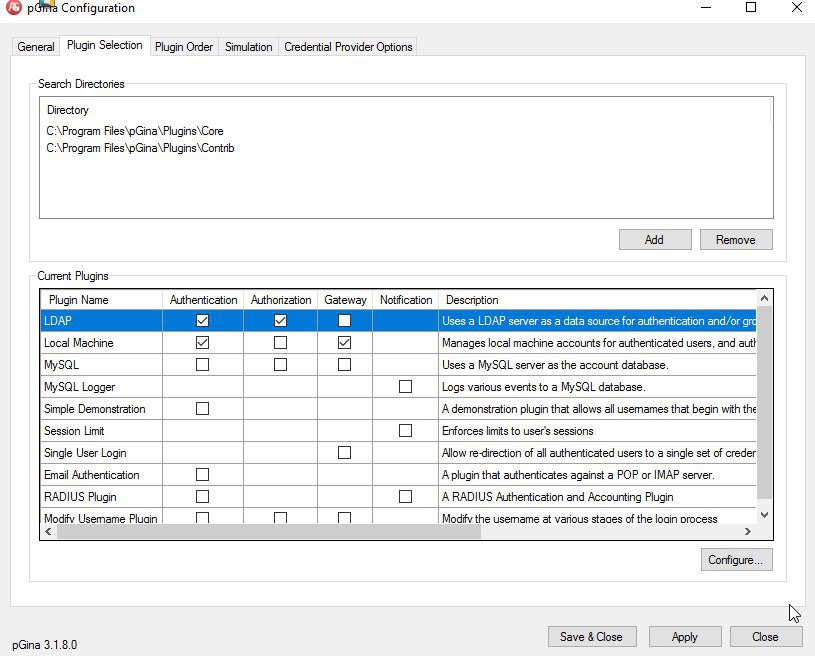 pGina Configuration
General Plugin Selection Plugin Order Simulation Credential Provider Options
Search Directories
Directory
C:\Program Files\pGina\Plugins\Core
C:\Program Files\pGina\Plugins\Contrib
Add Remove
Current Plugins
Plugin Name Authentication Authorization Gateway Notification Description
LDAP Uses a LDAP server as a data source for authentication and/or gro
Local Machine Manages local machine accounts for authenticated users, and auth
MySQL Uses a MySQL server as the account database.
MySQL Logger Logs various events to a MySQL database.
Simple Demonstration A demonstration plugin that allows all usernames that begin with the
Session Limit Enforces limits to user's sessions
Single User Login Allow re-direction of all authenticated users to a single set of creden
Email Authentication A plugin that authenticates against a POP or IMAP server.
RADIUS Plugin A RADIUS Authentication and Accounting Plugin
Modify Username Plugin Modify the username at various stages of the login process
Configure...
Save & Close Apply Close
pGina 3.1.8.0